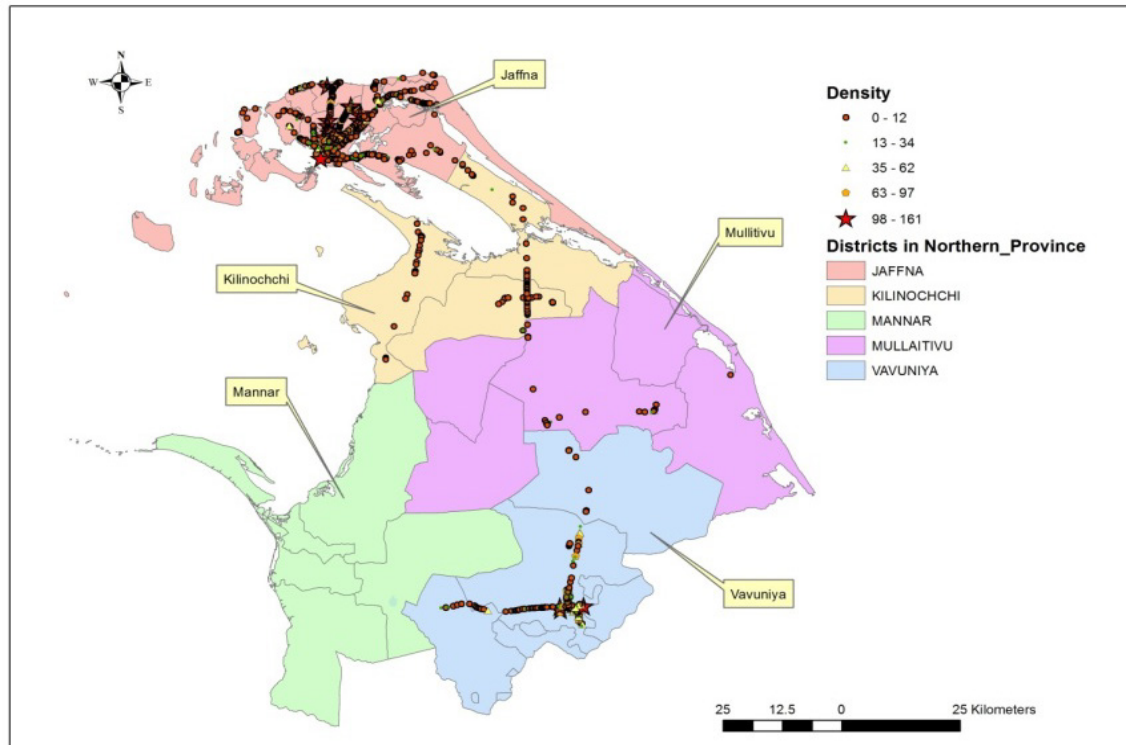 N
W E
S
Jaffna
Density
0 - 12
13 - 34
35 - 62
63 - 97
98 - 161
Mullitivu
Districts in Northern_Province
JAFFNA
KILINOCHCHI
MANNAR
MULLAITIVU
VAVUNIYA
Kilinochchi
Mannar
Vavuniya
25 12.5 0 25 Kilometers